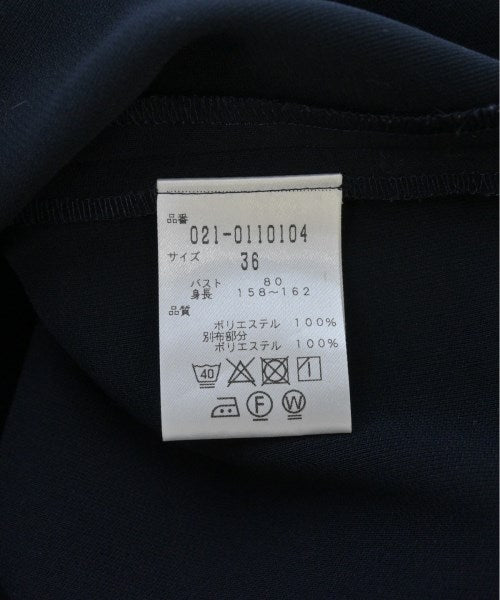 品番
021-0110104
サイズ
36
バスト 80
身長 158~162
品質
ポリエステル 100%
別布部分
ポリエステル 100%
40
F W